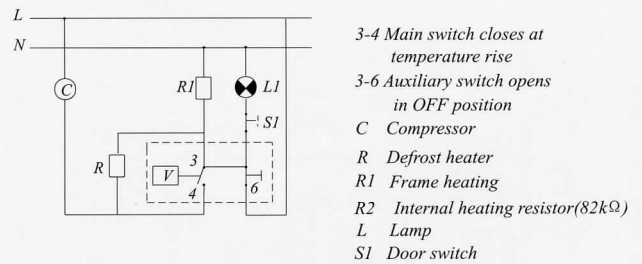 L
N
C
R1
L1
S1
R
V
3
4
6
3-4 Main switch closes at
temperature rise
3-6 Auxiliary switch opens
in OFF position
C Compressor
R Defrost heater
R1 Frame heating
R2 Internal heating resistor(82kΩ)
L Lamp
S1 Door switch